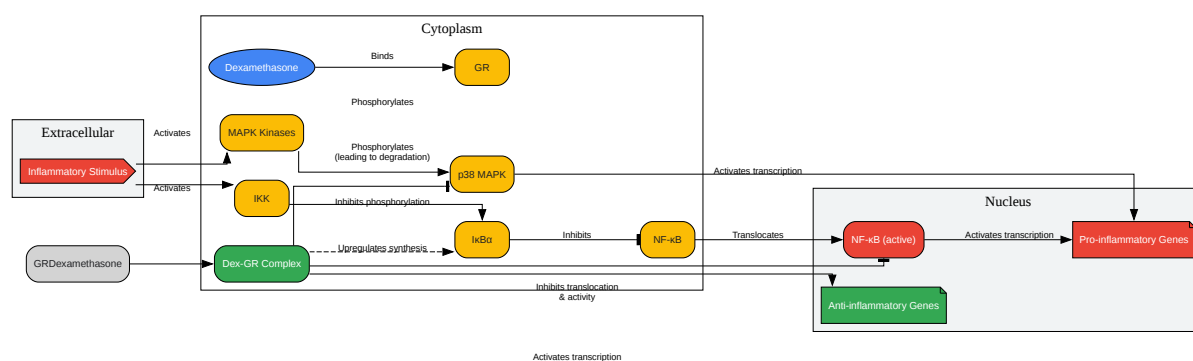 Cytoplasm
Dexamethasone
Binds
GR
Phosphorylates
Extracellular
Activates
MAPK Kinases
Phosphorylates
(leading to degradation)
Inflammatory Stimulus
p38 MAPK
Activates transcription
Activates
IKK
Inhibits phosphorylation
Nucleus
IκBα
Inhibits
NF-κB
Translocates
NF-κB (active)
Activates transcription
Pro-inflammatory Genes
Upregulates synthesis
GRDexamethasone
Dex-GR Complex
Inhibits translocation
& activity
Anti-inflammatory Genes
Activates transcription